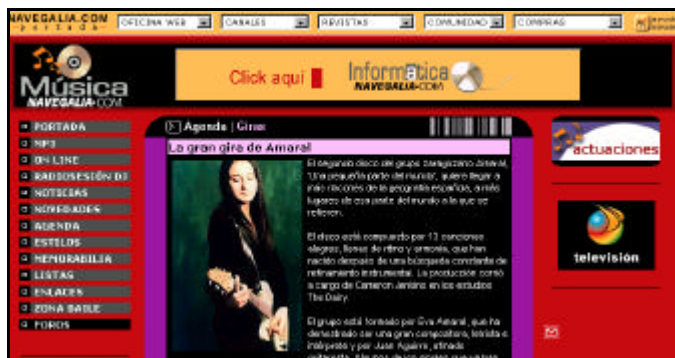 NAVEGALIA.COM
portada
OFICINA WEB
CANALES
REVISTAS
COMUNIDAD
COMPRAS
Música
NAVEGALIA.COM
Click aquí
Informática
NAVEGALIA.COM
PORTADA
MP3
ON LINE
RADIOSESIÓN DJ
NOTICIAS
NOVEDADES
AGENDA
ESTILOS
MEMORABILIA
LISTAS
ENLACES
ZONA BAILE
FOROS
Agenda | Giras
La gran gira de Amaral
El segundo disco del grupo zaragozano Amaral,
'Una pequeña parte del mundo', quiere llegar a
más rincones de la geografía española, a más
lugares de esa parte del mundo a la que se
refieren.
El disco está compuesto por 13 canciones
alegres, llenas de ritmo y armonía, que han
nacido después de una búsqueda constante de
refinamiento instrumental. La producción corrió
a cargo de Cameron Jenkins en los estudios
The Dairy.
El grupo está formado por Eva Amaral, que ha
demostrado ser una gran compositora, letrista e
intérprete y por Juan Aguirre, afinado
actuaciones
televisión